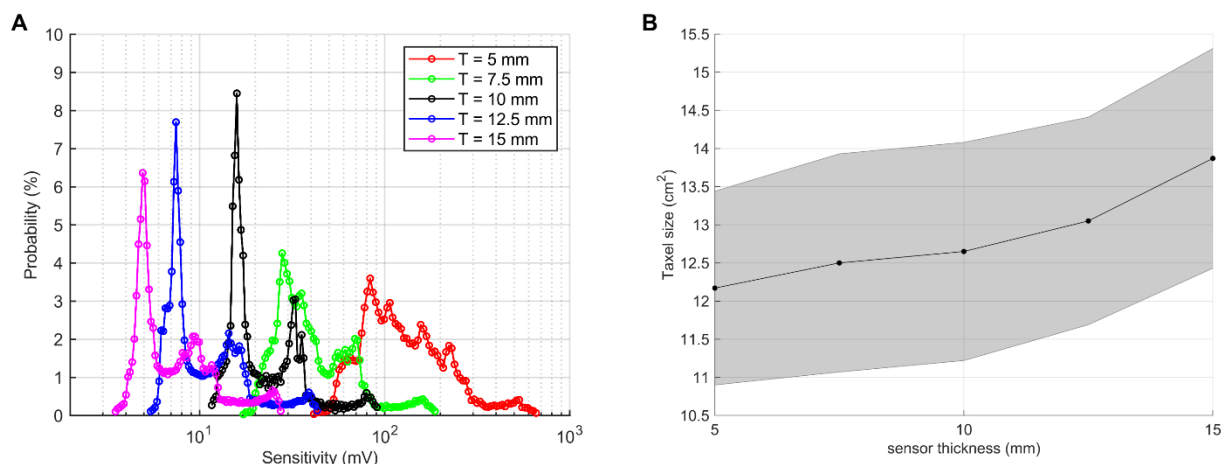 A
10
9
8
7
6
5
4
3
2
1
0
Probability (%)
10¹
10²
10³
Sensitivity (mV)
T = 5 mm
T = 7.5 mm
T = 10 mm
T = 12.5 mm
T = 15 mm
B
15.5
15
14.5
14
13.5
13
12.5
12
11.5
11
10.5
Taxel size (cm²)
5
10
15
sensor thickness (mm)